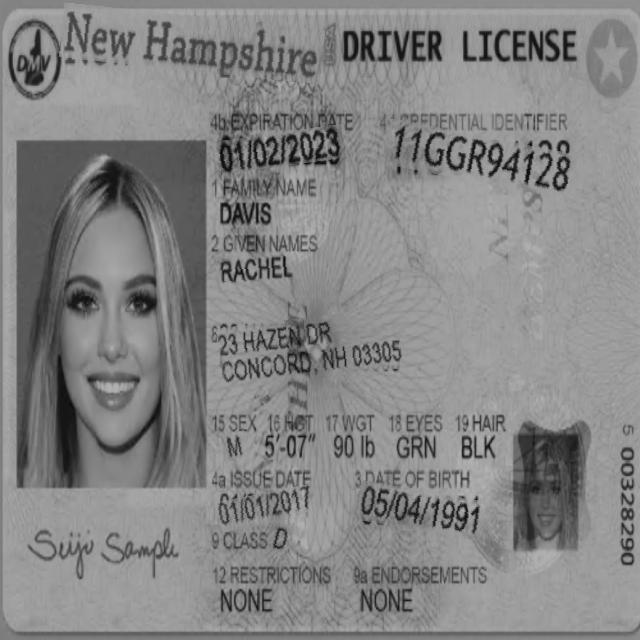 DMV
New Hampshire USA DRIVER LICENSE
4b EXPIRATION DATE
01/02/2023
CREDENTIAL IDENTIFIER
11GGR94128
1 FAMILY NAME
DAVIS
2 GIVEN NAMES
RACHEL
23 HAZEN DR
CONCORD, NH 03305
15 SEX 16 HGT 17 WGT 18 EYES 19 HAIR
M 5'-07" 90 lb GRN BLK
4a ISSUE DATE 3 DATE OF BIRTH
01/01/2017 05/04/1991
9 CLASS D
12 RESTRICTIONS 9a ENDORSEMENTS
NONE NONE
Seiji Sample
5 00328290